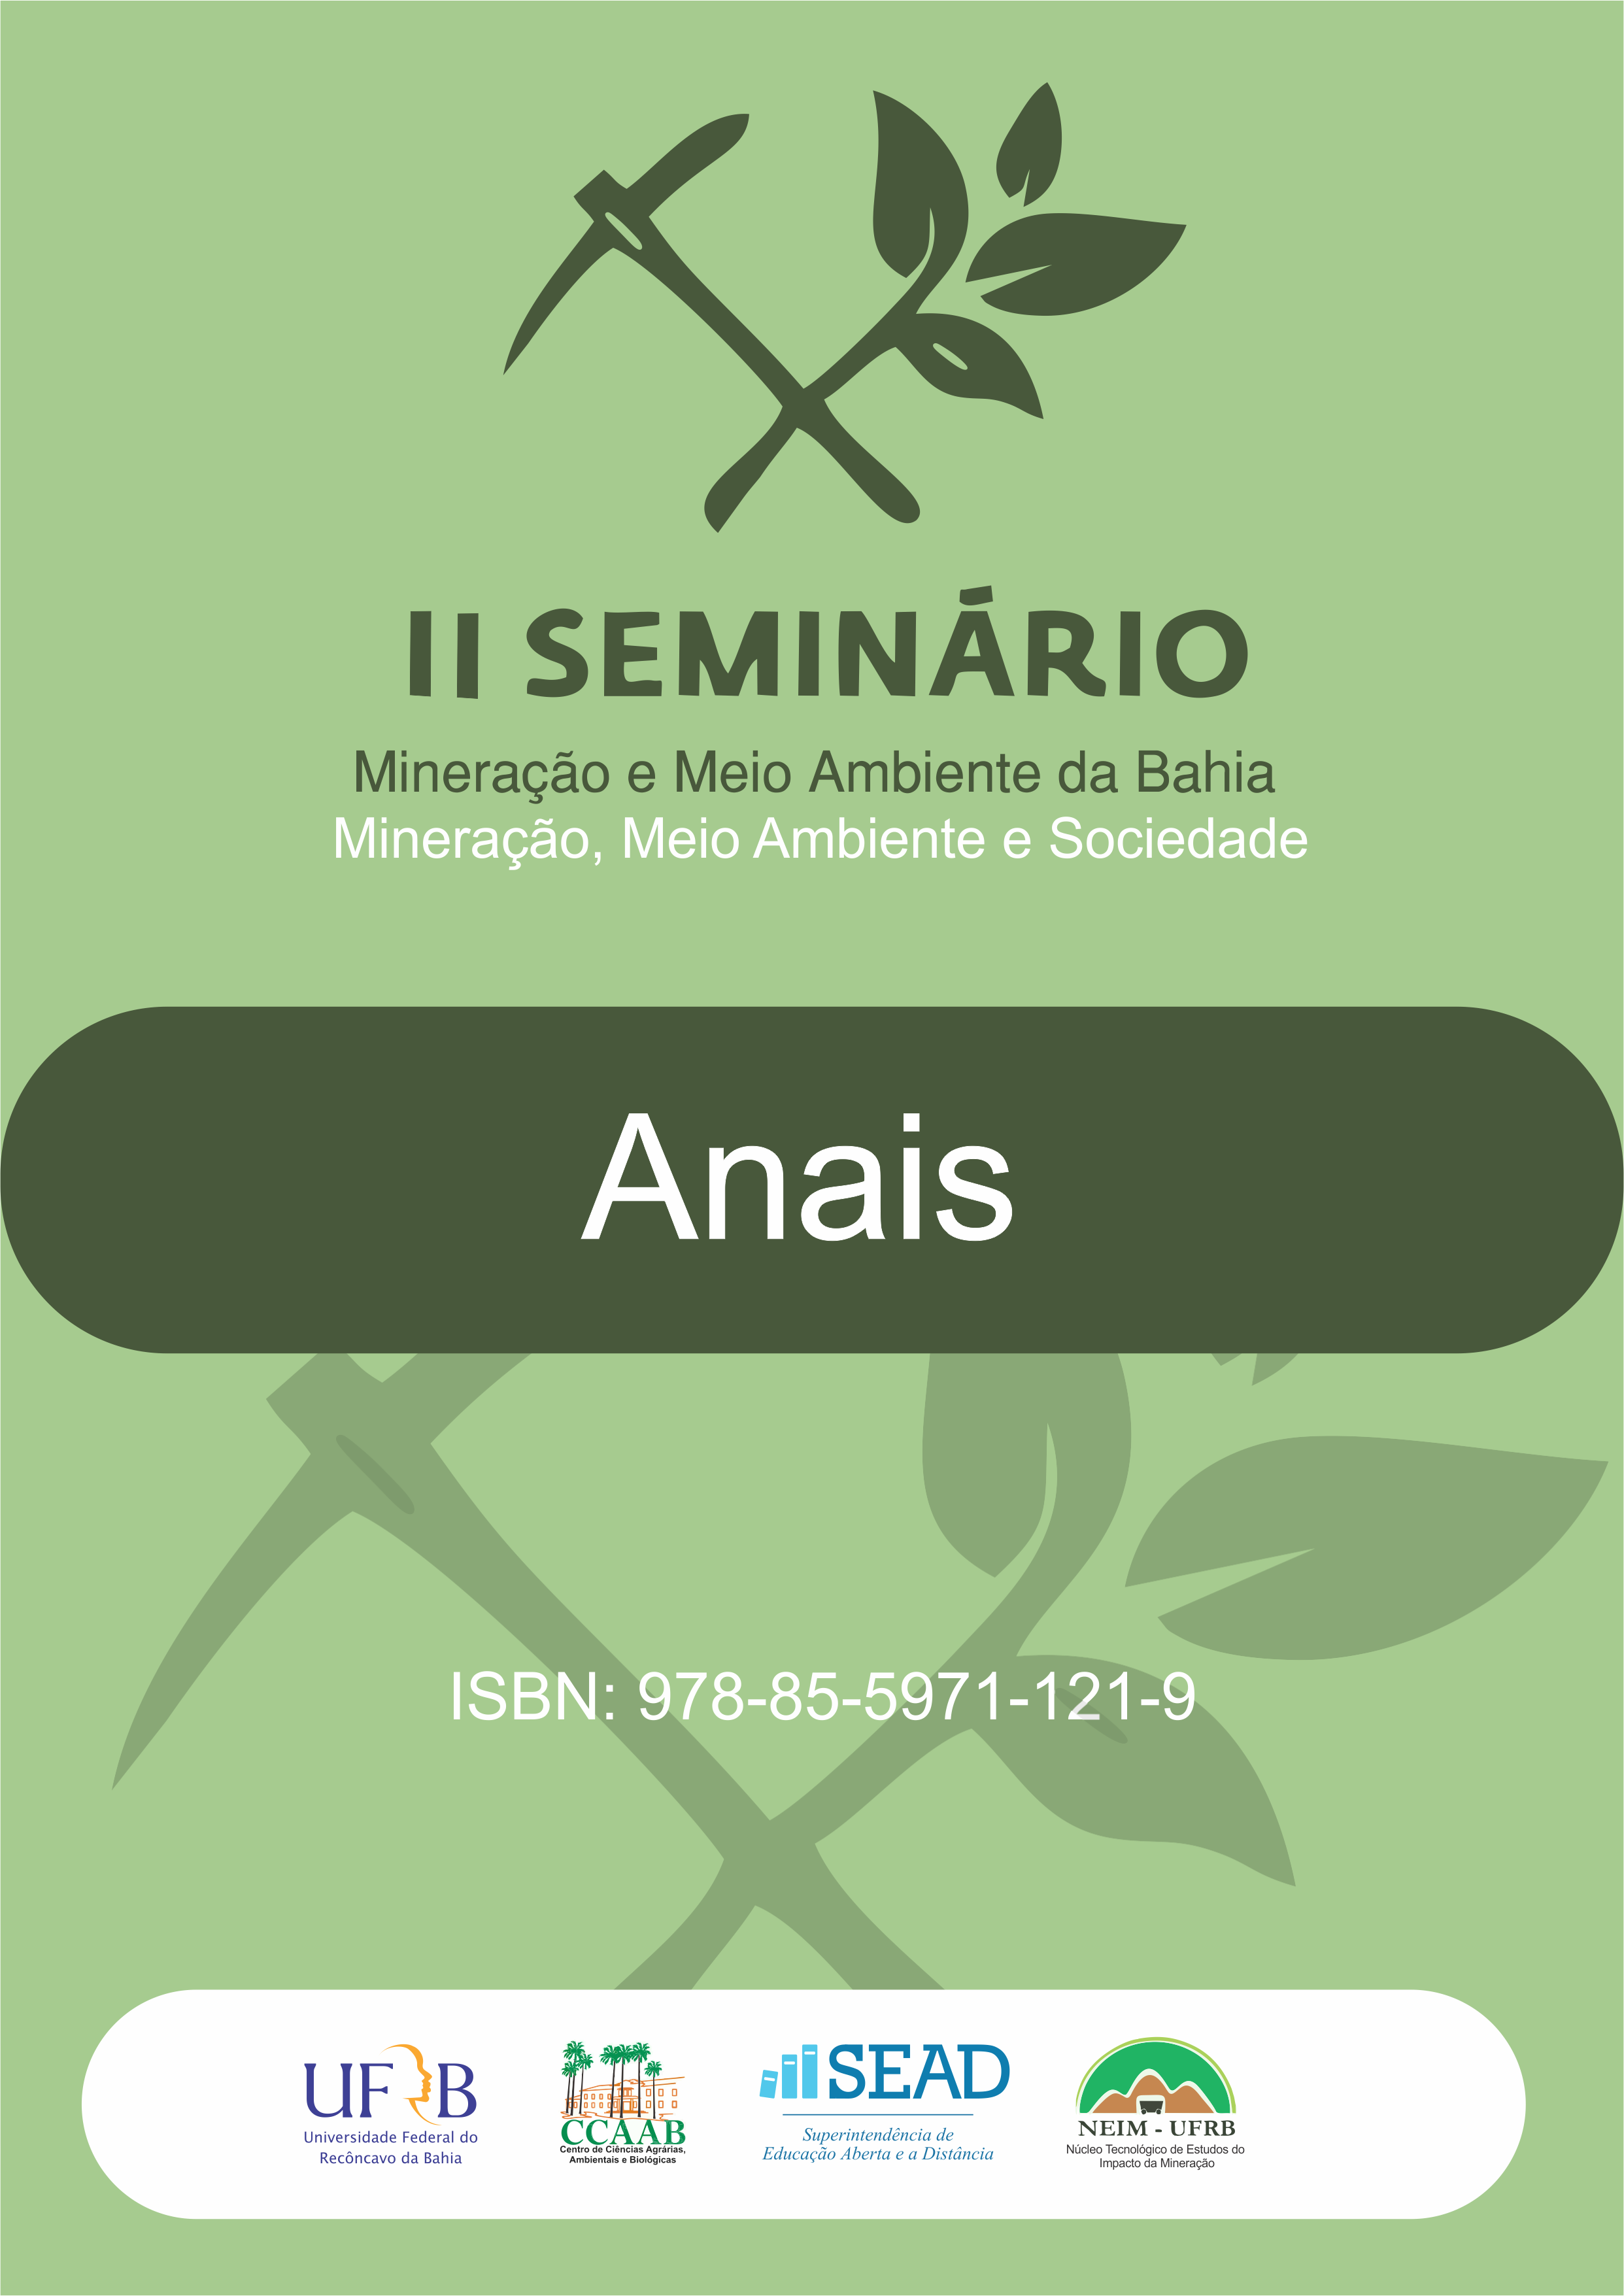 II SEMINÁRIO
Mineração e Meio Ambiente da Bahia
Mineração, Meio Ambiente e Sociedade
Anais
ISBN: 978-85-5971-121-9
UFRB
Universidade Federal do
Recôncavo da Bahia
CCAAB
Centro de Ciências Agrárias,
Ambientais e Biológicas
SEAD
Superintendência de
Educação Aberta e a Distância
NEIM - UFRB
Núcleo Tecnológico de Estudos do
Impacto da Mineração